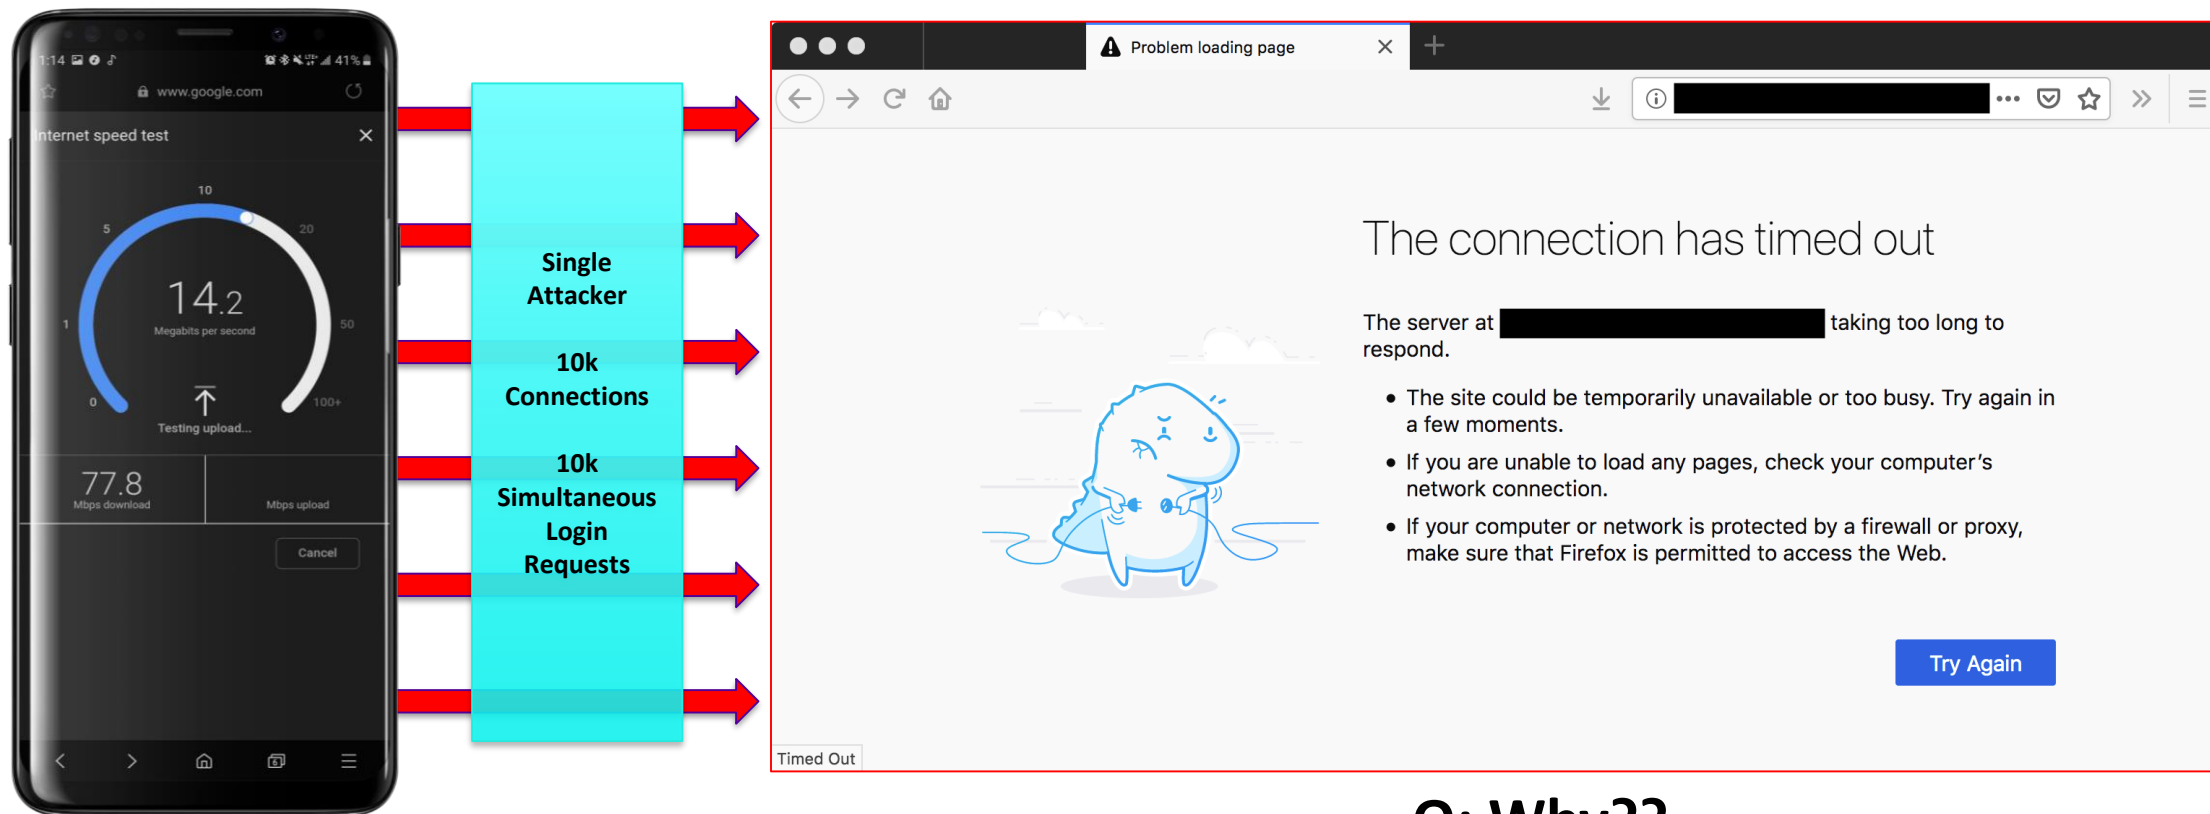 1:14
LTE+
41%
www.google.com
Internet speed test
10
5
20
14.2
Megabits per second
1
50
0
100+
Testing upload...
77.8
Mbps download
Mbps upload
Cancel
6
Single
Attacker
10k
Connections
10k
Simultaneous
Login
Requests
Problem loading page
The connection has timed out
The server at
taking too long to
respond.
• The site could be temporarily unavailable or too busy. Try again in
a few moments.
• If you are unable to load any pages, check your computer’s
network connection.
• If your computer or network is protected by a firewall or proxy,
make sure that Firefox is permitted to access the Web.
Try Again
Timed Out
Q: Why??